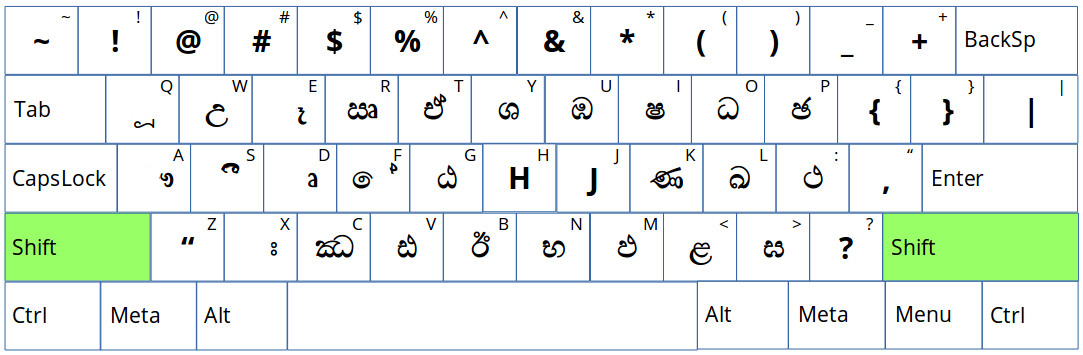 ~ ! @ # $ % ^ & * ( ) _ +
~ ! @ # $ % ^ & * ( ) _ + BackSp
Q W E R T Y U I O P { } |
Tab ූ උ ෑ ඍ ඒ ශ ඹ ෂ ධ ඡ { } |
A S D F G H J K L : “
CapsLock ෟ ී ෘ ේ ඨ H J ණ ඛ ථ , Enter
Z X C V B N M < > ?
Shift “ ඃ ඣ ඪ ඊ භ ඵ ළ ඝ ? Shift
Ctrl Meta Alt Alt Meta Menu Ctrl